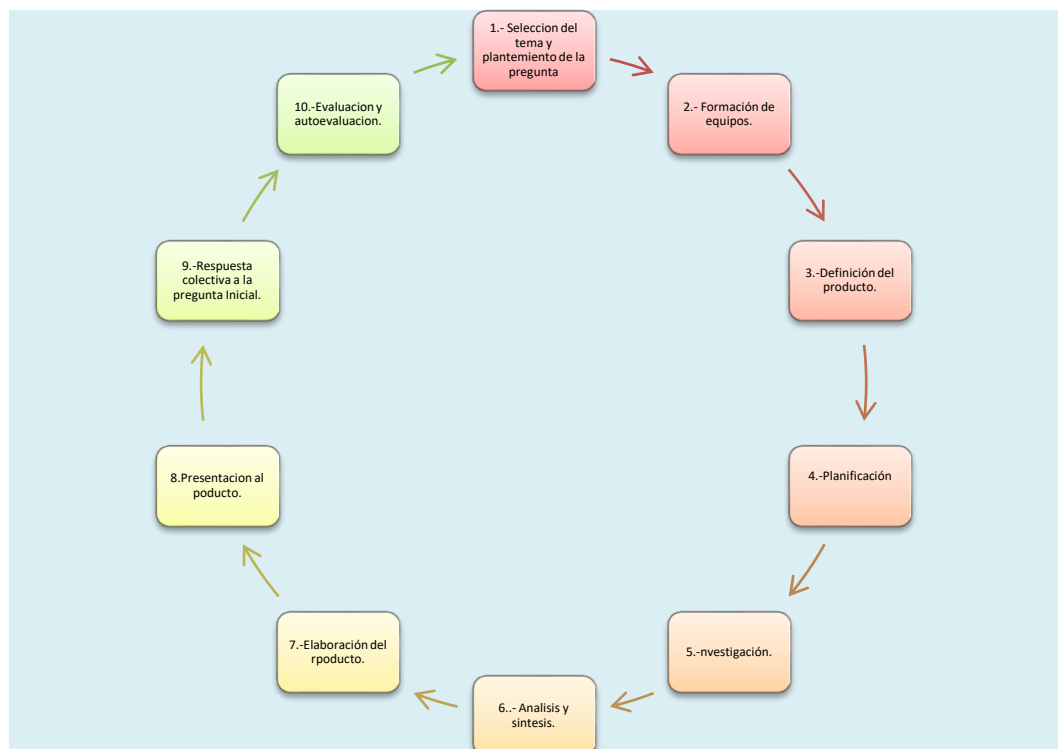 1.- Seleccion del
tema y
plantemiento de la
pregunta
2.- Formación de
equipos.
3.-Definición del
producto.
4.-Planificación
5.-nvestigación.
6..- Analisis y
sintesis.
7.-Elaboración del
rpoducto.
8.Presentacion al
poducto.
9.-Respuesta
colectiva a la
pregunta Inicial.
10.-Evaluacion y
autoevaluacion.